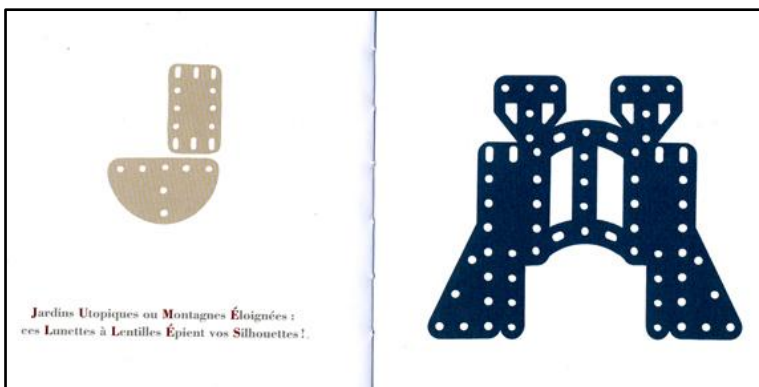 Jardins Utopiques ou Montagnes Éloignées :
ces Lunettes à Lentilles Épient vos Silhouettes !